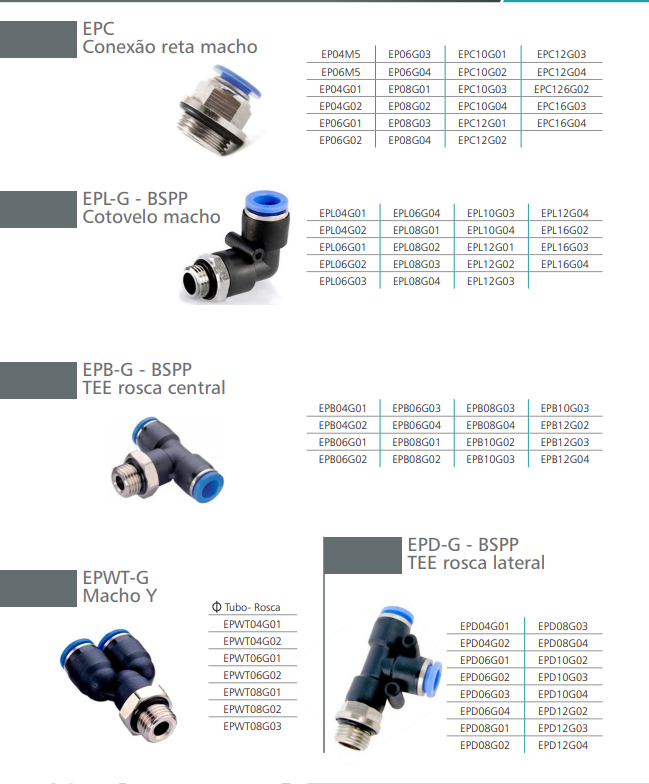 EPC
Conexão reta macho
EP04M5 EP06G03 EPC10G01 EPC12G03
EP06M5 EP06G04 EPC10G02 EPC12G04
EP04G01 EP08G01 EPC10G03 EPC126G02
EP04G02 EP08G02 EPC10G04 EPC16G03
EP06G01 EP08G03 EPC12G01 EPC16G04
EP06G02 EP08G04 EPC12G02
EPL-G - BSPP
Cotovelo macho
EPL04G01 EPL06G04 EPL10G03 EPL12G04
EPL04G02 EPL08G01 EPL10G04 EPL16G02
EPL06G01 EPL08G02 EPL12G01 EPL16G03
EPL06G02 EPL08G03 EPL12G02 EPL16G04
EPL06G03 EPL08G04 EPL12G03
EPB-G - BSPP
TEE rosca central
EPB04G01 EPB06G03 EPB08G03 EPB10G03
EPB04G02 EPB06G04 EPB08G04 EPB12G02
EPB06G01 EPB08G01 EPB10G02 EPB12G03
EPB06G02 EPB08G02 EPB10G03 EPB12G04
EPWT-G
Macho Y
Φ Tubo- Rosca
EPWT04G01
EPWT04G02
EPWT06G01
EPWT06G02
EPWT08G01
EPWT08G02
EPWT08G03
EPD-G - BSPP
TEE rosca lateral
EPD04G01 EPD08G03
EPD04G02 EPD08G04
EPD06G01 EPD10G02
EPD06G02 EPD10G03
EPD06G03 EPD10G04
EPD06G04 EPD12G02
EPD08G01 EPD12G03
EPD08G02 EPD12G04